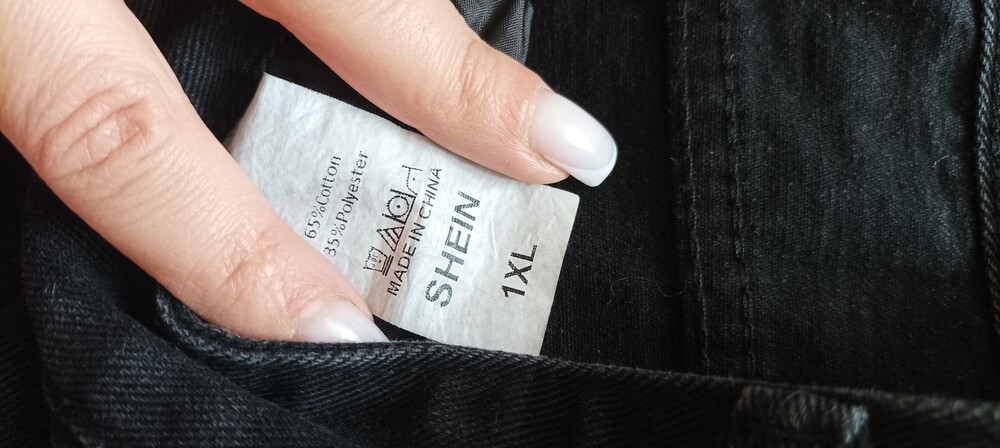 65%Cotton
35%Polyester
MADE IN CHINA
SHEIN
1XL